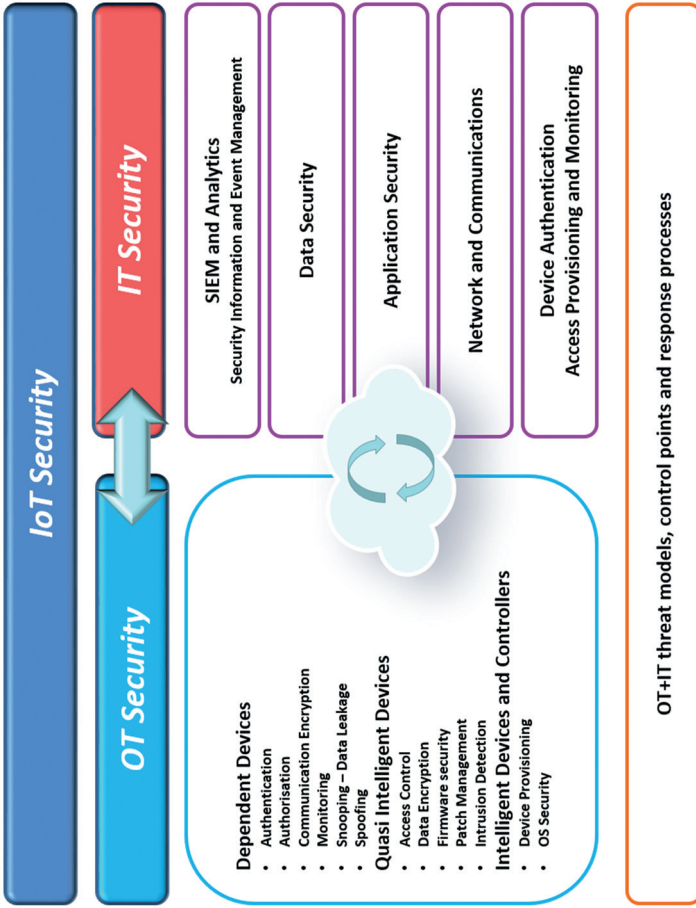 IoT Security
OT Security
IT Security
Dependent Devices
• Authentication
• Authorisation
• Communication Encryption
• Monitoring
• Snooping – Data Leakage
• Spoofing
Quasi Intelligent Devices
• Access Control
• Data Encryption
• Firmware security
• Patch Management
• Intrusion Detection
Intelligent Devices and Controllers
• Device Provisioning
• OS Security
SIEM and Analytics
Security Information and Event Management
Data Security
Application Security
Network and Communications
Device Authentication
Access Provisioning and Monitoring
OT+IT threat models, control points and response processes